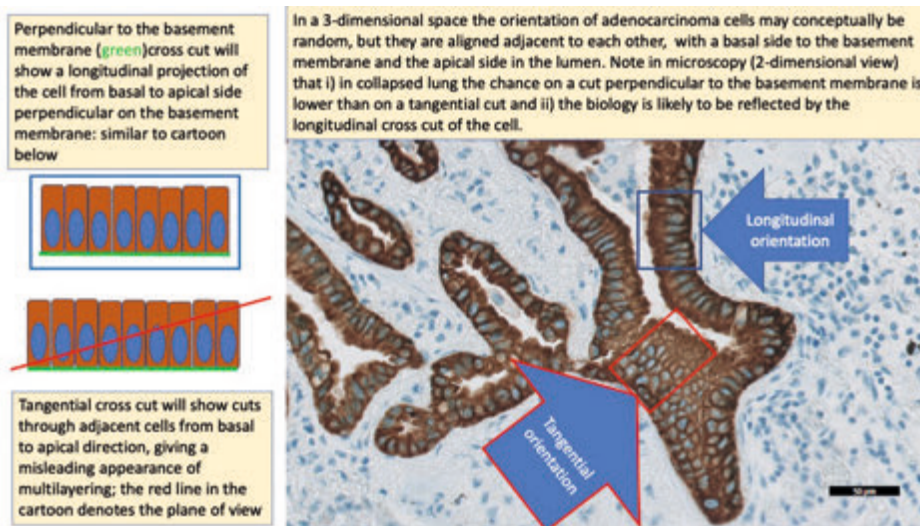 Perpendicular to the basement
membrane (green)cross cut will
show a longitudinal projection of
the cell from basal to apical side
perpendicular on the basement
membrane: similar to cartoon
below
Tangential cross cut will show cuts
through adjacent cells from basal
to apical direction, giving a
misleading appearance of
multilayering; the red line in the
cartoon denotes the plane of view
In a 3-dimensional space the orientation of adenocarcinoma cells may conceptually be
random, but they are aligned adjacent to each other, with a basal side to the basement
membrane and the apical side in the lumen. Note in microscopy (2-dimensional view)
that i) in collapsed lung the chance on a cut perpendicular to the basement membrane is
lower than on a tangential cut and ii) the biology is likely to be reflected by the
longitudinal cross cut of the cell.
Longitudinal
orientation
Tangential
orientation
50 µm